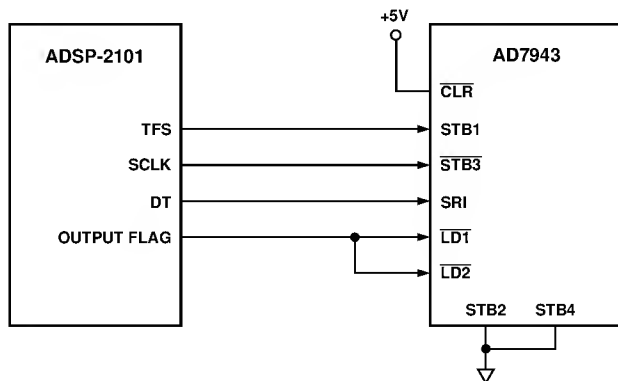 +5V
ADSP-2101
AD7943
CLR
TFS
STB1
SCLK
STB3
DT
SRI
OUTPUT FLAG
LD1
LD2
STB2 STB4